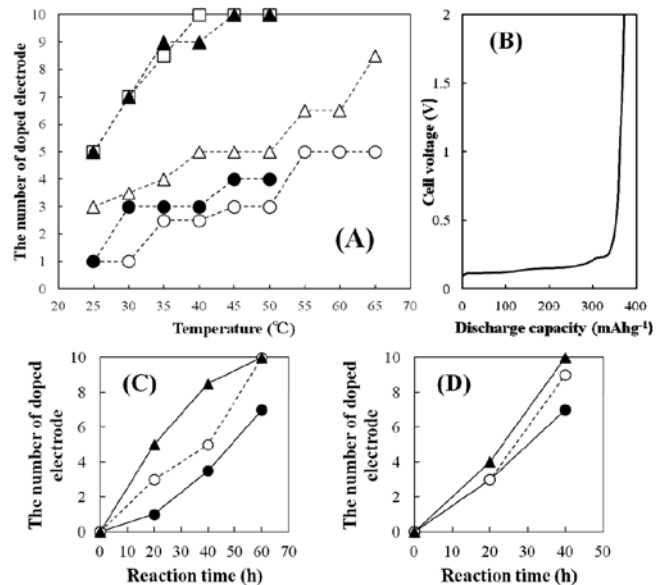 (A)
The number of doped electrode
10
9
8
7
6
5
4
3
2
1
0
20 25 30 35 40 45 50 55 60 65 70
Temperature (℃)
(B)
Cell voltage (V)
2
1.5
1
0.5
0
0 100 200 300 400
Discharge capacity (mAhg-1)
(C)
The number of doped
electrode
10
8
6
4
2
0
0 10 20 30 40 50 60 70
Reaction time (h)
(D)
The number of doped
electrode
10
8
6
4
2
0
0 10 20 30 40 50
Reaction time (h)